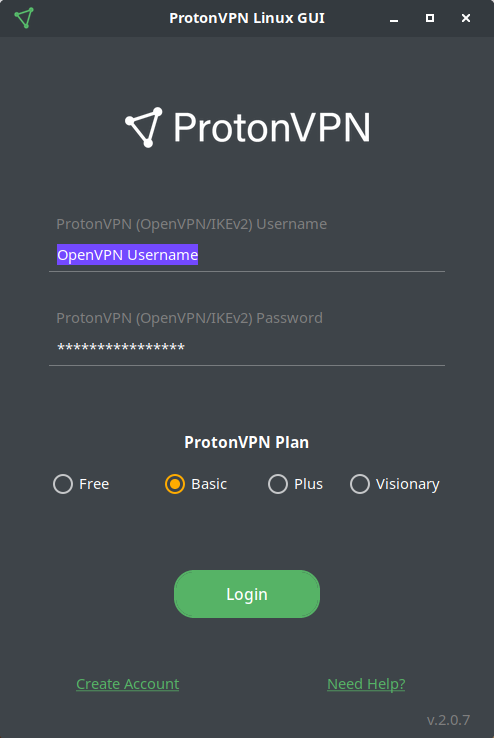 ProtonVPN Linux GUI
ProtonVPN
ProtonVPN (OpenVPN/IKEv2) Username
OpenVPN Username
ProtonVPN (OpenVPN/IKEv2) Password
****************
ProtonVPN Plan
Free Basic Plus Visionary
Login
Create Account Need Help?
v.2.0.7